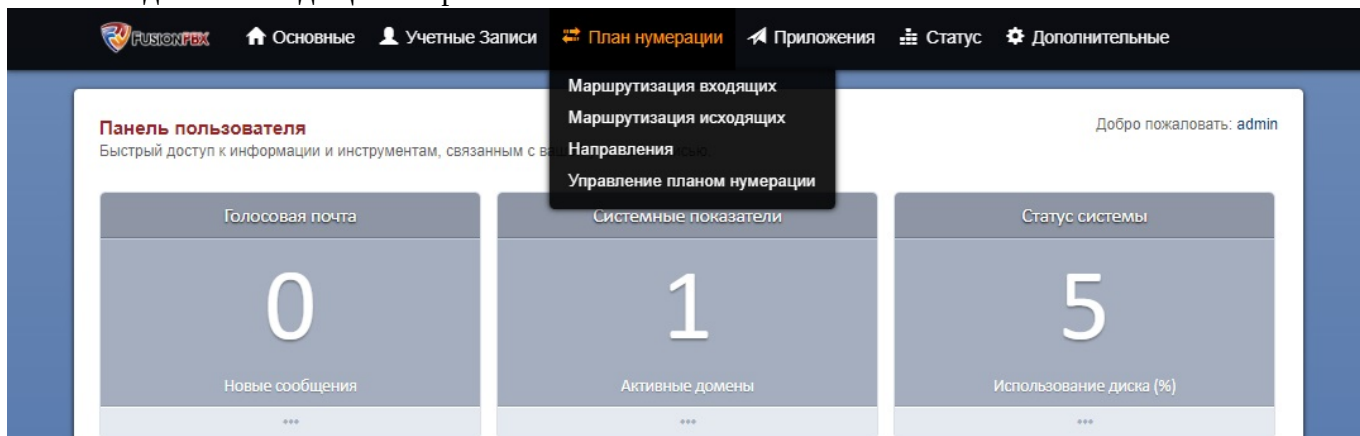 FUSIONPBX Основные Учетные Записи План нумерации Приложения Статус Дополнительные
Маршрутизация входящих
Маршрутизация исходящих
Направления
Управление планом нумерации
Панель пользователя
Добро пожаловать: admin
Быстрый доступ к информации и инструментам, связанным с
Голосовая почта
Системные показатели
Статус системы
0
1
5
Новые сообщения
Активные домены
Использование диска (%)